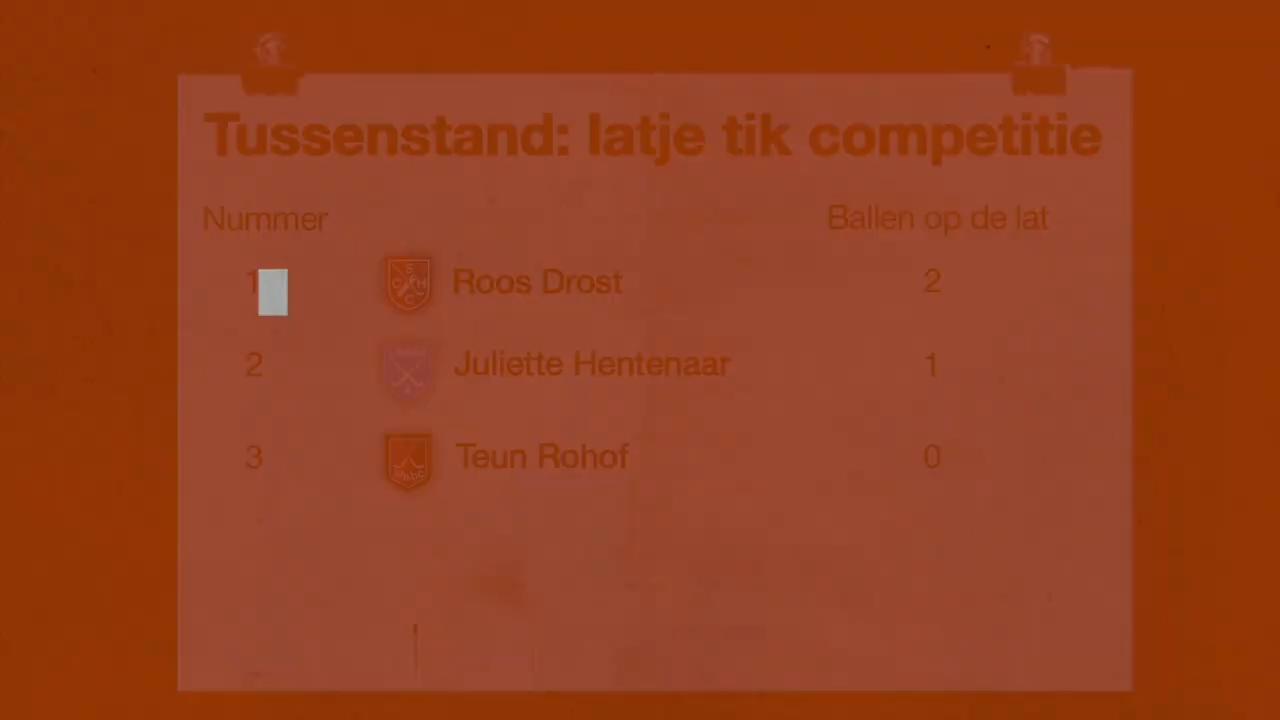 Tussenstand: latje tik competitie
Nummer Ballen op de lat
1 Roos Drost 2
2 Juliette Hentenaar 1
3 Teun Rohof 0